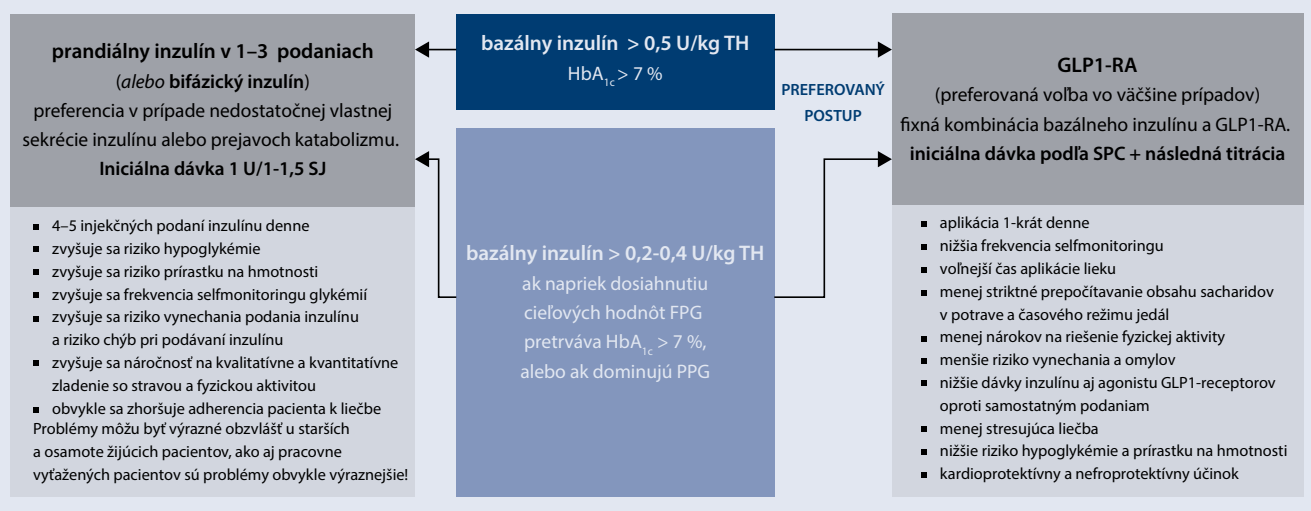 prandiálny inzulín v 1–3 podaniach
(alebo bifázický inzulín)
preferencia v prípade nedostatočnej vlastnej
sekrécie inzulínu alebo prejavoch katabolizmu.
Iniciálna dávka 1 U/1-1,5 SJ
▪ 4–5 injekčných podaní inzulínu denne
▪ zvyšuje sa riziko hypoglykémie
▪ zvyšuje sa riziko prírastku na hmotnosti
▪ zvyšuje sa frekvencia selfmonitoringu glykémií
▪ zvyšuje sa riziko vynechania podania inzulínu
a riziko chýb pri podávaní inzulínu
▪ zvyšuje sa náročnosť na kvalitatívne a kvantitatívne
zladenie so stravou a fyzickou aktivitou
▪ obvykle sa zhoršuje adherencia pacienta k liečbe
Problémy môžu byť výrazné obzvlášť u starších
a osamote žijúcich pacientov, ako aj pracovne
vyťažených pacientov sú problémy obvykle výraznejšie!
bazálny inzulín > 0,5 U/kg TH
HbA1c > 7 %
bazálny inzulín > 0,2-0,4 U/kg TH
ak napriek dosiahnutiu
cieľových hodnôt FPG
pretrváva HbA1c > 7 %,
alebo ak dominujú PPG
PREFEROVANÝ
POSTUP
GLP1-RA
(preferovaná voľba vo väčšine prípadov)
fixná kombinácia bazálneho inzulínu a GLP1-RA.
iniciálna dávka podľa SPC + následná titrácia
▪ aplikácia 1-krát denne
▪ nižšia frekvencia selfmonitoringu
▪ voľnejší čas aplikácie lieku
▪ menej striktné prepočítavanie obsahu sacharidov
v potrave a časového režimu jedál
▪ menej nárokov na riešenie fyzickej aktivity
▪ menšie riziko vynechania a omylov
▪ nižšie dávky inzulínu aj agonistu GLP1-receptorov
oproti samostatným podaniam
▪ menej stresujúca liečba
▪ nižšie riziko hypoglykémie a prírastku na hmotnosti
▪ kardioprotektívny a nefroprotektívny účinok